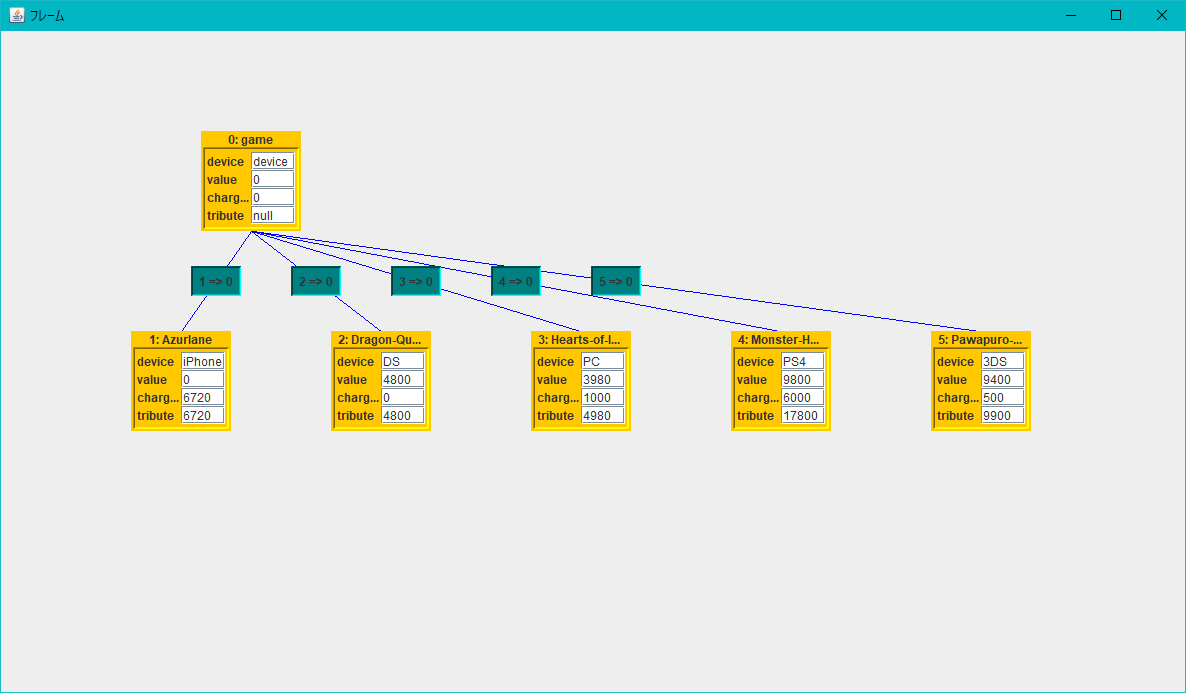 フレーム
0: game
device device
value 0
charg... 0
tribute null
1 => 0
2 => 0
3 => 0
4 => 0
5 => 0
1: Azurlane
device iPhone
value 0
charg... 6720
tribute 6720
2: Dragon-Qu...
device DS
value 4800
charg... 0
tribute 4800
3: Hearts-of-I...
device PC
value 3980
charg... 1000
tribute 4980
4: Monster-H...
device PS4
value 9800
charg... 6000
tribute 17800
5: Pawapuro-...
device 3DS
value 9400
charg... 500
tribute 9900